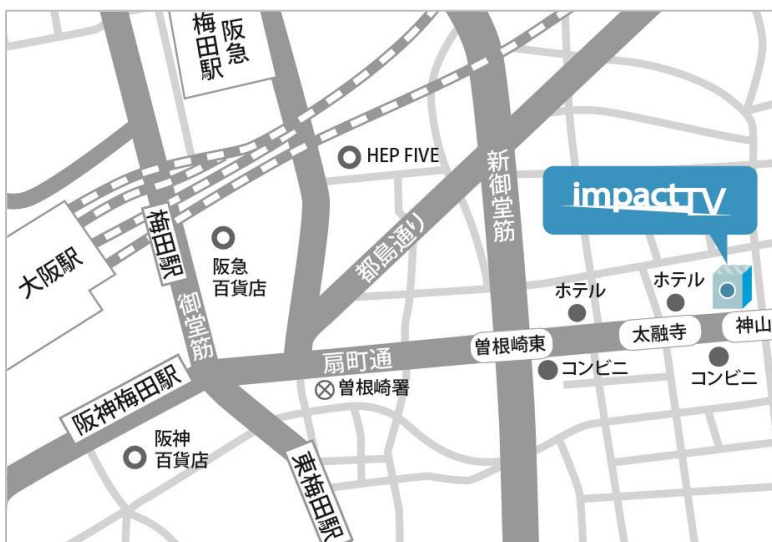 阪急
梅田駅
HEP FIVE
新御堂筋
impactTV
都島通り
梅田駅
大阪駅
阪急
百貨店
御堂筋
ホテル
ホテル
曽根崎東
太融寺
神山
扇町通
コンビニ
コンビニ
阪神梅田駅
曽根崎署
阪神
百貨店
東梅田駅